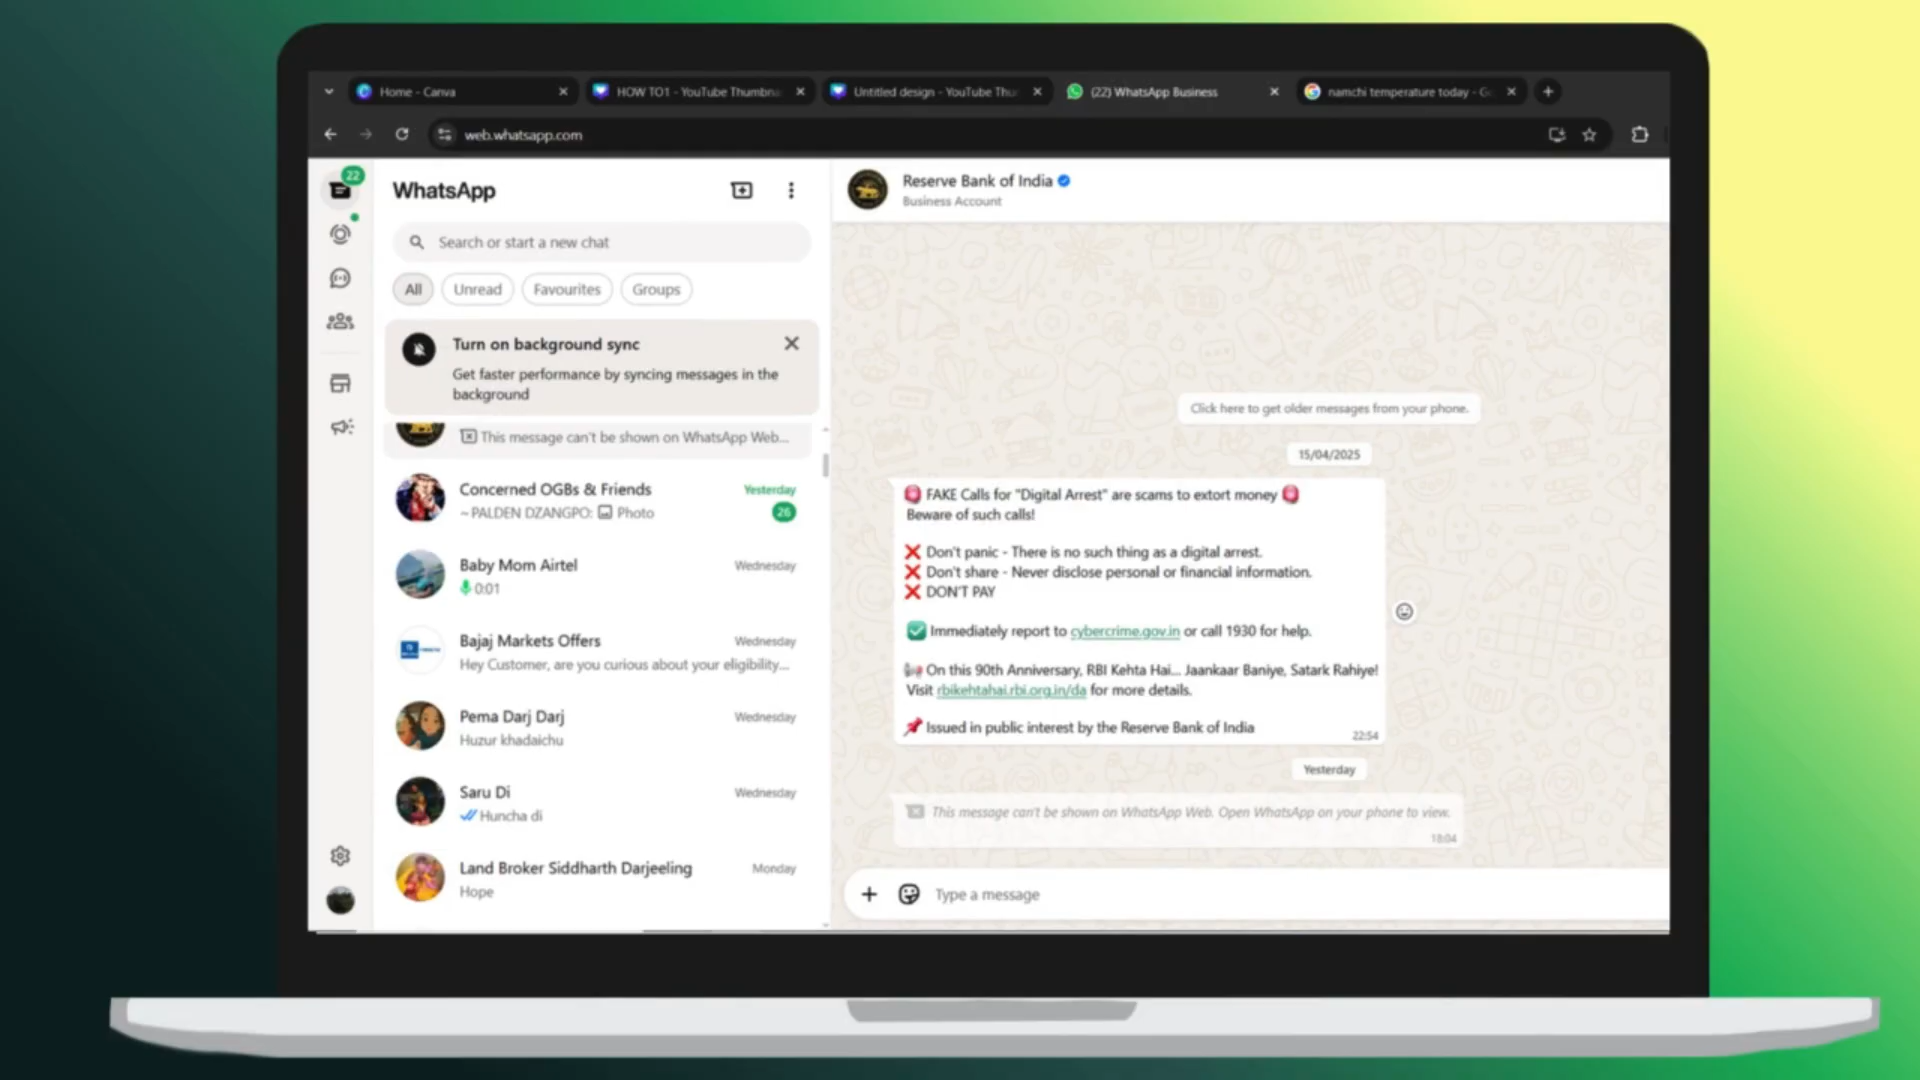 Home - Canva
HOW TO1 - YouTube Thumbna
Untitled design - YouTube Thu
(22) WhatsApp Business
namchi temperature today - G
web.whatsapp.com
22
WhatsApp
Search or start a new chat
All
Unread
Favourites
Groups
Turn on background sync
Get faster performance by syncing messages in the
background
This message can't be shown on WhatsApp Web...
Concerned OGBs & Friends
Yesterday
~PALDEN DZANGPO: Photo
26
Baby Mom Airtel
Wednesday
0:01
Bajaj Markets Offers
Wednesday
Hey Customer, are you curious about your eligibility...
Pema Darj Darj
Wednesday
Huzur khadaichu
Saru Di
Wednesday
Huncha di
Land Broker Siddharth Darjeeling
Monday
Hope
Reserve Bank of India
Business Account
Click here to get older messages from your phone.
15/04/2025
FAKE Calls for "Digital Arrest" are scams to extort money
Beware of such calls!
Don't panic - There is no such thing as a digital arrest.
Don't share - Never disclose personal or financial information.
DON'T PAY
Immediately report to cybercrime.gov.in or call 1930 for help.
On this 90th Anniversary, RBI Kehta Hai... Jaankaar Baniye, Satark Rahiye!
Visit rbikehtahai.rbi.org.in/da for more details.
Issued in public interest by the Reserve Bank of India
22:54
Yesterday
This message can't be shown on WhatsApp Web. Open WhatsApp on your phone to view.
18:04
Type a message